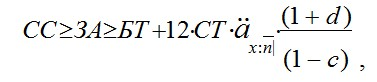 СС≥ЗА≥БТ+12·СТ·ä x:n| · (1 + d) / (1 − c) ,